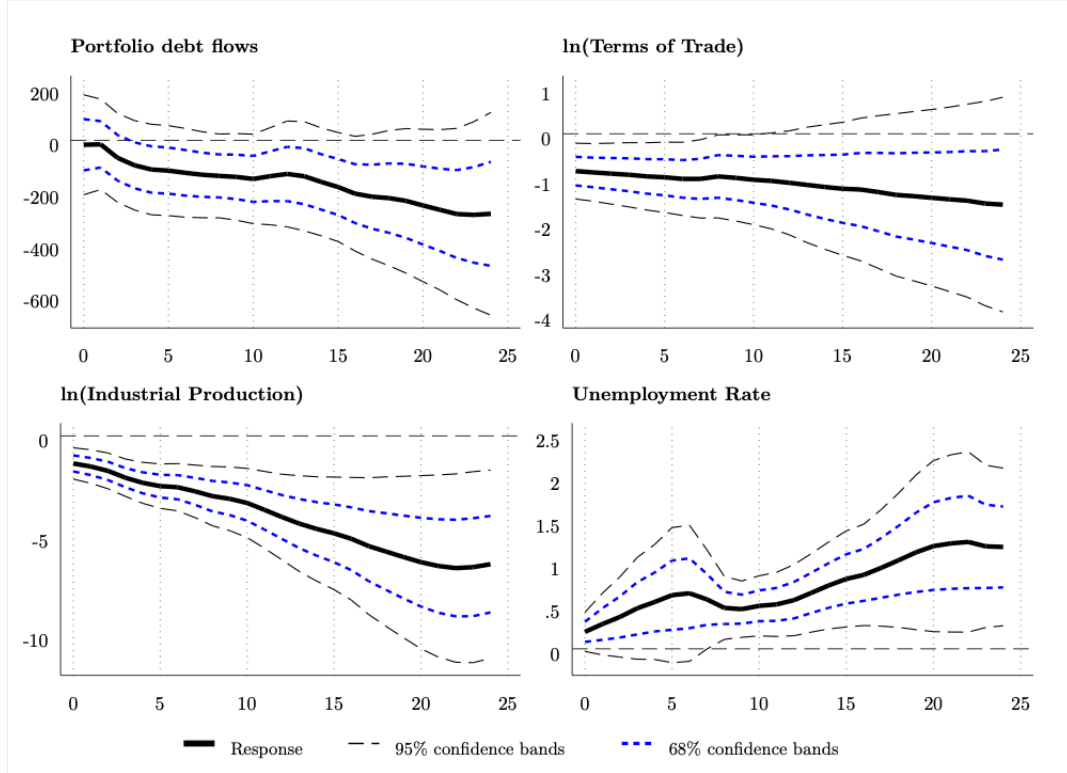 Portfolio debt flows
ln(Terms of Trade)
200
0
-200
-400
-600
0 5 10 15 20 25
1
0
-1
-2
-3
-4
0 5 10 15 20 25
ln(Industrial Production)
Unemployment Rate
0
-5
-10
0 5 10 15 20 25
2.5
2
1.5
1
.5
0
0 5 10 15 20 25
Response 95% confidence bands 68% confidence bands